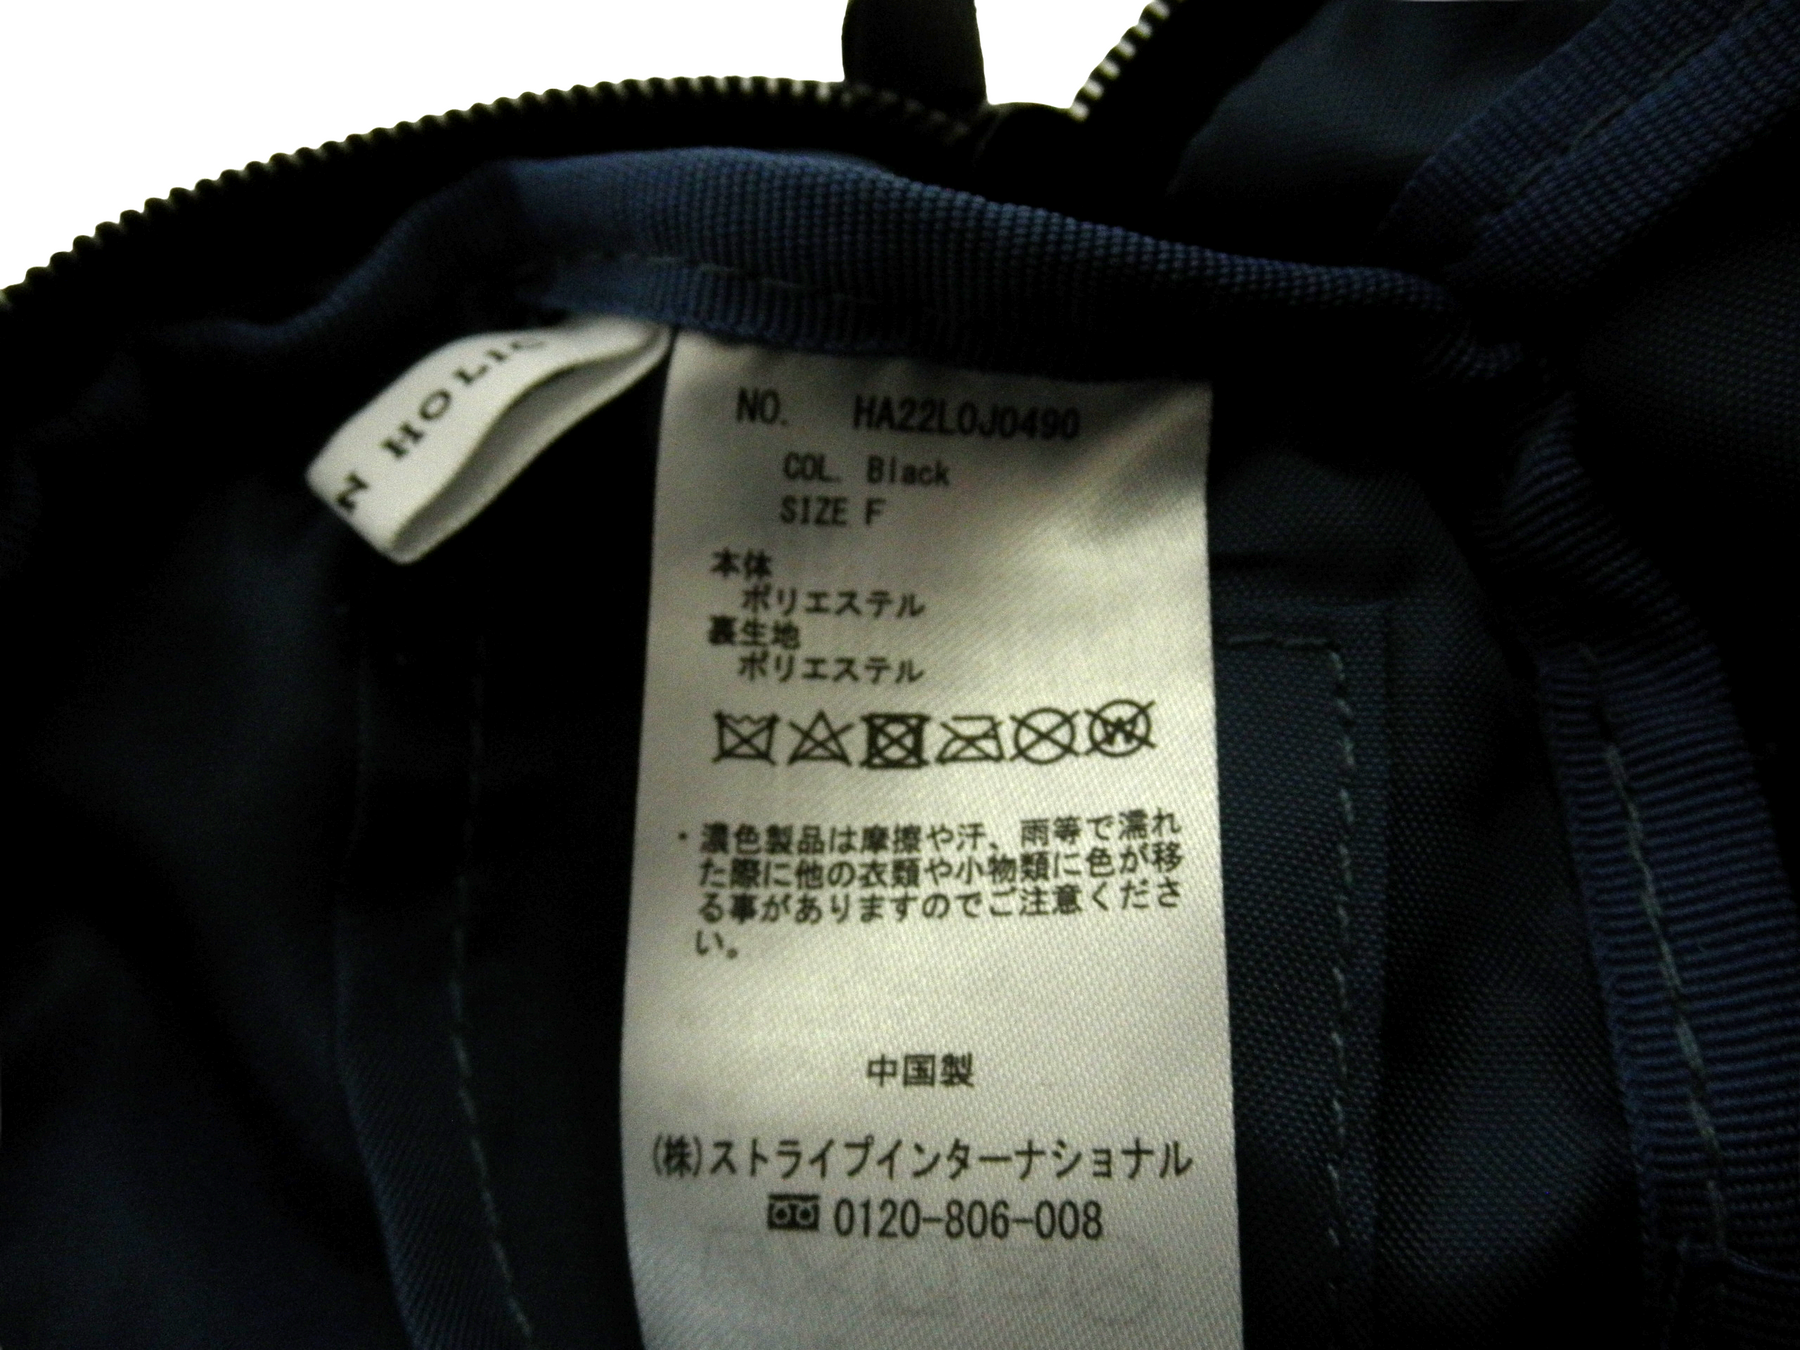 N HOLIC
NO. HA22L0J0490
COL. Black
SIZE F
本体
ポリエステル
裏生地
ポリエステル
W
・濃色製品は摩擦や汗、雨等で濡れ
た際に他の衣類や小物類に色が移
る事がありますのでご注意くださ
い。
中国製
(株)ストライプインターナショナル
0120-806-008